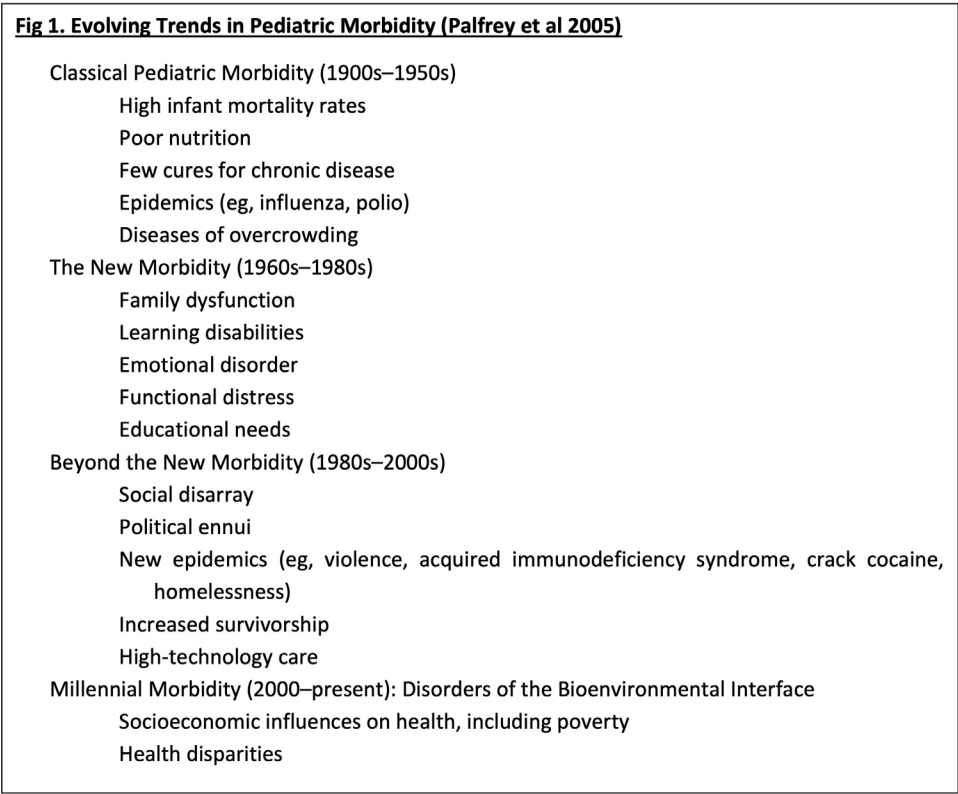 Fig 1. Evolving Trends in Pediatric Morbidity (Palfrey et al 2005)
Classical Pediatric Morbidity (1900s–1950s)
High infant mortality rates
Poor nutrition
Few cures for chronic disease
Epidemics (eg, influenza, polio)
Diseases of overcrowding
The New Morbidity (1960s–1980s)
Family dysfunction
Learning disabilities
Emotional disorder
Functional distress
Educational needs
Beyond the New Morbidity (1980s–2000s)
Social disarray
Political ennui
New epidemics (eg, violence, acquired immunodeficiency syndrome, crack cocaine,
homelessness)
Increased survivorship
High-technology care
Millennial Morbidity (2000–present): Disorders of the Bioenvironmental Interface
Socioeconomic influences on health, including poverty
Health disparities